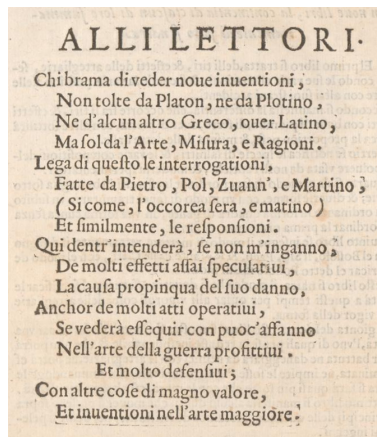 ALLI LETTORI.
Chi brama di veder noue inuentioni,
Non tolte da Platon, ne da Plotino,
Ne d'alcun altro Greco, ouer Latino,
Ma sol da l'Arte, Misura, e Ragioni.
Lega di questo le interrogationi,
Fatte da Pietro, Pol, Zuann', e Martino,
(Si come, l'occorea sera, e matino)
Et similmente, le responsioni.
Qui dentr'intenderà, se non m'inganno,
De molti effetti assai speculatiui,
La causa propinqua del suo danno,
Anchor de molti atti operatiui,
Se vederà essequir con puoc'affanno
Nell'arte della guerra profittiui.
Et molto defensiui;
Con altre cose di magno valore,
Et inuentioni nell'arte maggiore.